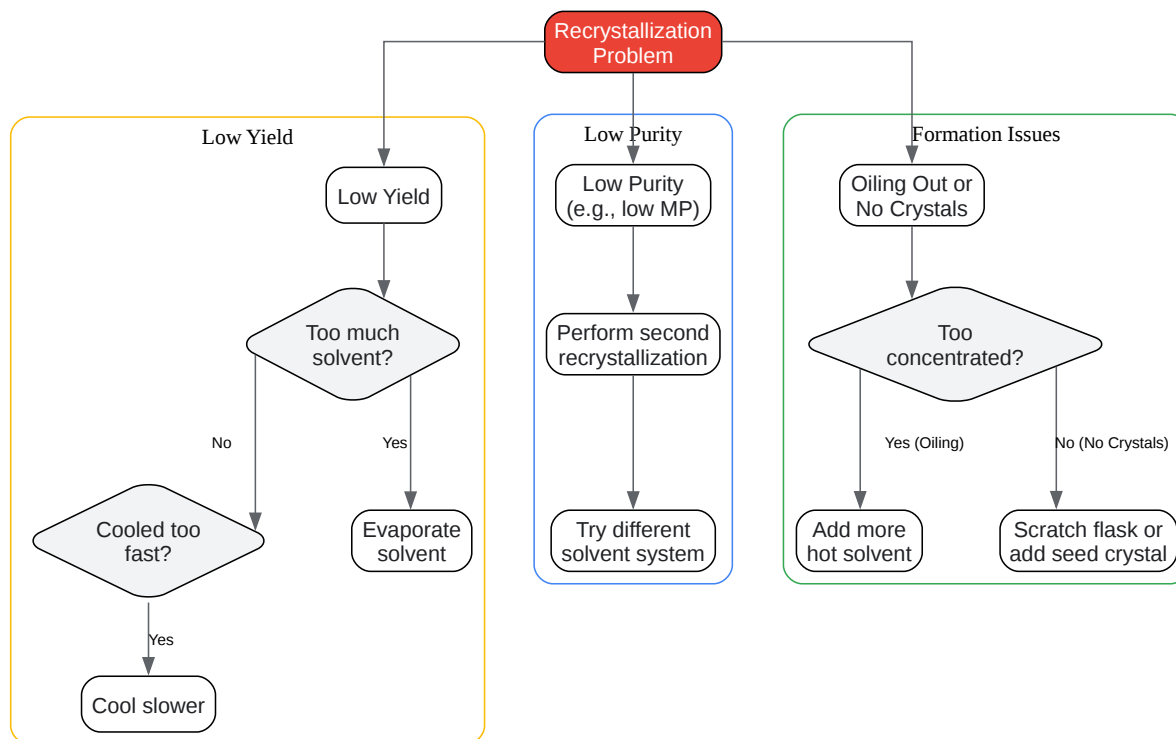 Recrystallization
Problem
Low Yield
Low Yield
Too much
solvent?
No
Yes
Cooled too
fast?
Evaporate
solvent
Yes
Cool slower
Low Purity
Low Purity
(e.g., low MP)
Perform second
recrystallization
Try different
solvent system
Formation Issues
Oiling Out or
No Crystals
Too
concentrated?
Yes (Oiling)
No (No Crystals)
Add more
hot solvent
Scratch flask or
add seed crystal